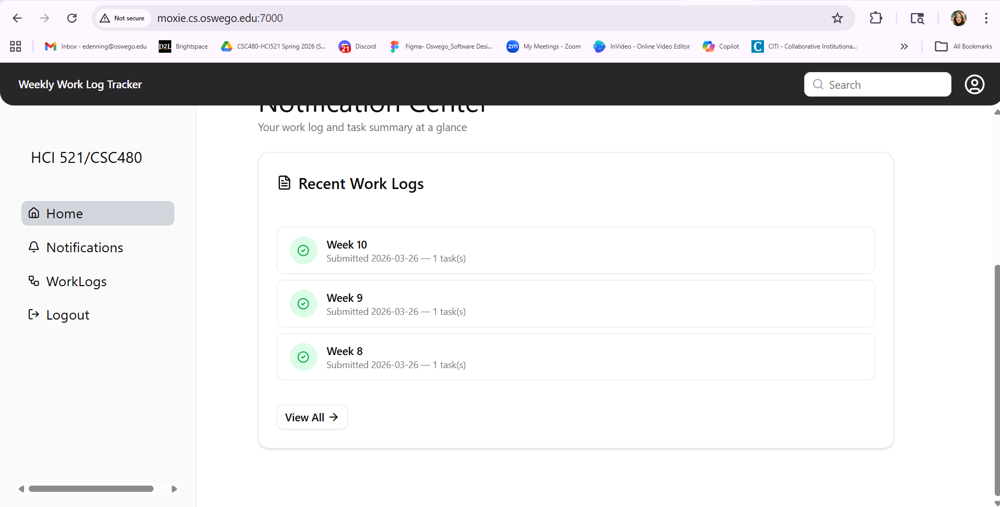 Not secure
moxie.cs.oswego.edu:7000
Inbox - edenning@oswego.edu
D2L
Brightspace
CSC480-HCI521 Spring 2026 (S...
21
Discord
Figma- Oswego_Software Desi...
zm
My Meetings - Zoom
InVideo - Online Video Editor
Copilot
C
CITI - Collaborative Instituciona...
All Bookmarks
Weekly Work Log Tracker
Search
Notification Center
Your work log and task summary at a glance
HCI 521/CSC480
Home
Notifications
WorkLogs
Logout
Recent Work Logs
Week 10
Submitted 2026-03-26 — 1 task(s)
Week 9
Submitted 2026-03-26 — 1 task(s)
Week 8
Submitted 2026-03-26 — 1 task(s)
View All